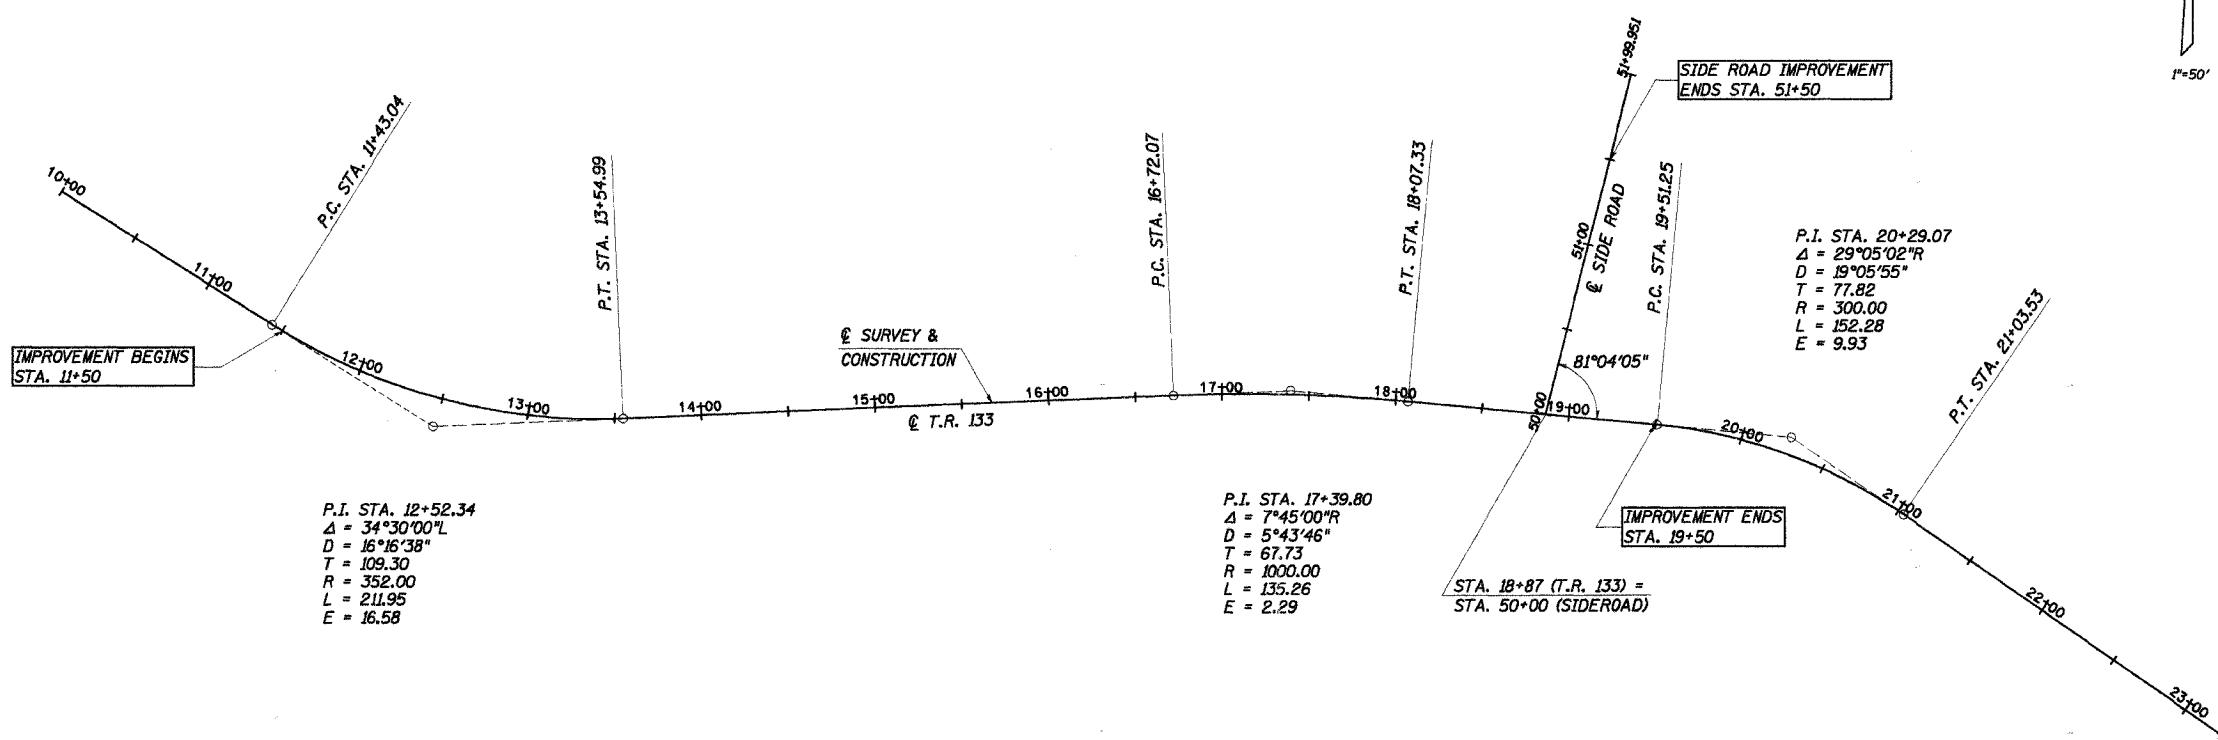 1"=50'
10+00
11+00
P.C. STA. 11+43.04
IMPROVEMENT BEGINS
STA. 11+50
12+00
13+00
P.T. STA. 13+54.99
P.I. STA. 12+52.34
Δ = 34°30'00"L
D = 16°16'38"
T = 109.30
R = 352.00
L = 211.95
E = 16.58
14+00
15+00
℄ SURVEY &
CONSTRUCTION
℄ T.R. 133
16+00
P.C. STA. 16+72.07
17+00
18+00
P.T. STA. 18+07.33
P.I. STA. 17+39.80
Δ = 7°45'00"R
D = 5°43'46"
T = 67.73
R = 1000.00
L = 135.26
E = 2.29
51+99.951
SIDE ROAD IMPROVEMENT
ENDS STA. 51+50
51+00
℄ SIDE ROAD
81°04'05"
50+00
19+00
STA. 18+87 (T.R. 133) =
STA. 50+00 (SIDEROAD)
P.C. STA. 19+51.25
IMPROVEMENT ENDS
STA. 19+50
20+00
P.I. STA. 20+29.07
Δ = 29°05'02"R
D = 19°05'55"
T = 77.82
R = 300.00
L = 152.28
E = 9.93
P.T. STA. 21+03.53
21+00
22+00
23+00